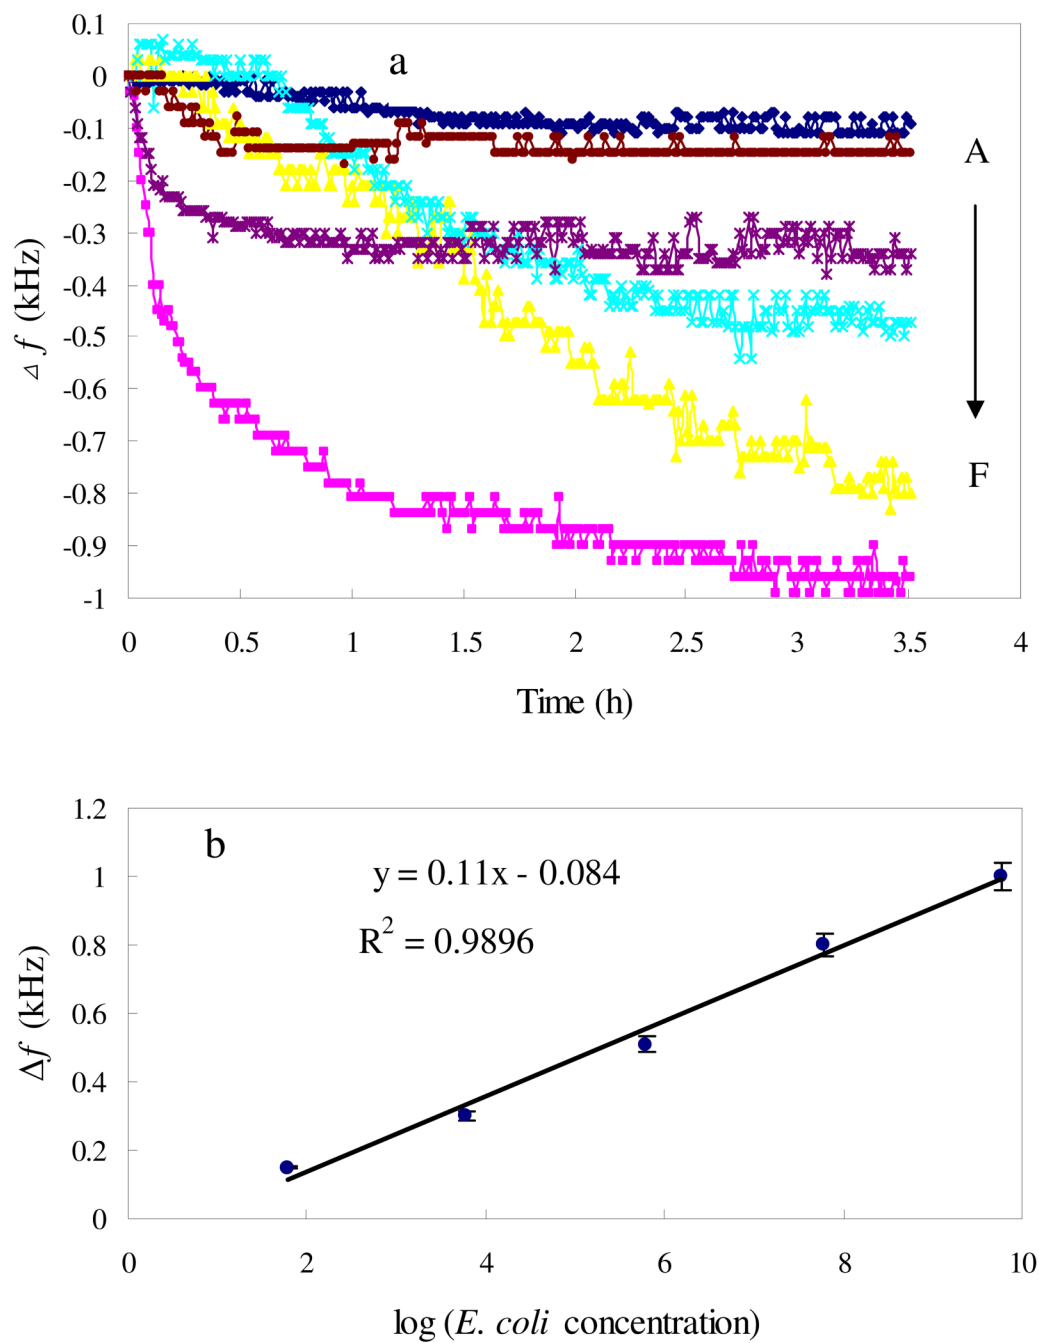 a
0.1
0
-0.1
-0.2
-0.3
-0.4
-0.5
-0.6
-0.7
-0.8
-0.9
-1
Δ f (kHz)
A
F
0 0.5 1 1.5 2 2.5 3 3.5 4
Time (h)
b
y = 0.11x - 0.084
R² = 0.9896
1.2
1
0.8
0.6
0.4
0.2
0
Δf (kHz)
0 2 4 6 8 10
log (E. coli concentration)